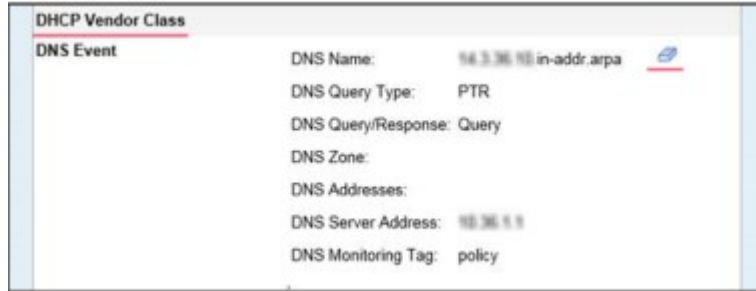 DHCP Vendor Class
DNS Event
DNS Name: in-addr.arpa
DNS Query Type: PTR
DNS Query/Response: Query
DNS Zone:
DNS Addresses:
DNS Server Address:
DNS Monitoring Tag: policy